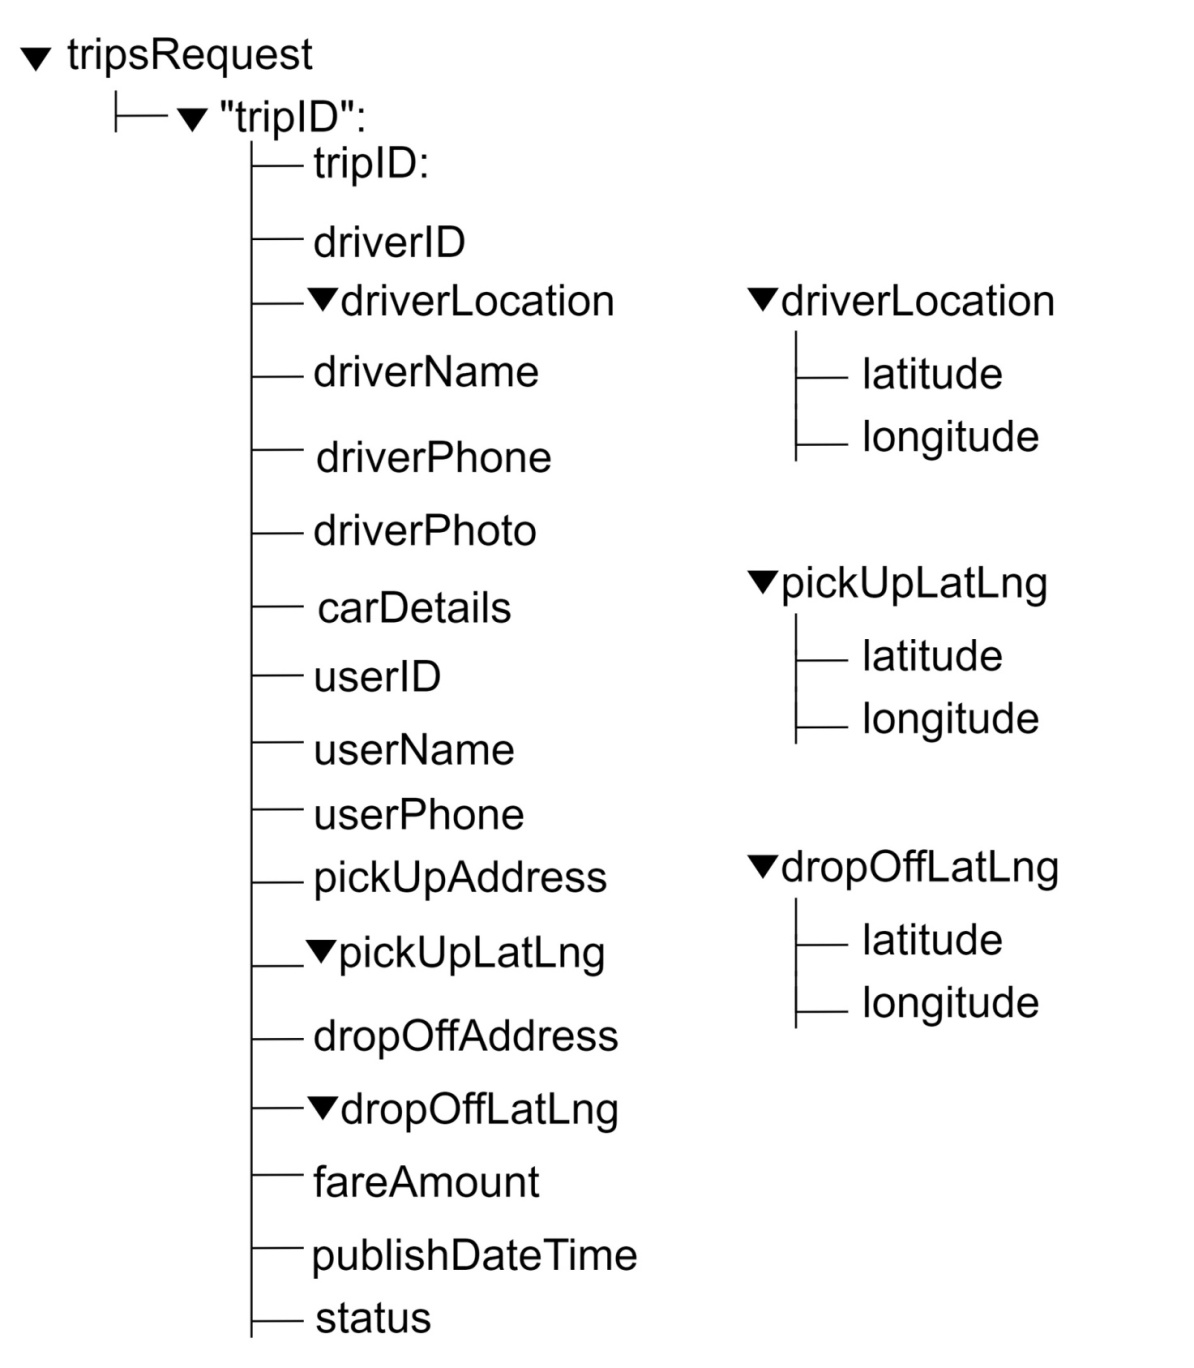 tripsRequest
"tripID":
tripID:
driverID
driverLocation
driverName
driverPhone
driverPhoto
carDetails
userID
userName
userPhone
pickUpAddress
pickUpLatLng
dropOffAddress
dropOffLatLng
fareAmount
publishDateTime
status
driverLocation
latitude
longitude
pickUpLatLng
latitude
longitude
dropOffLatLng
latitude
longitude